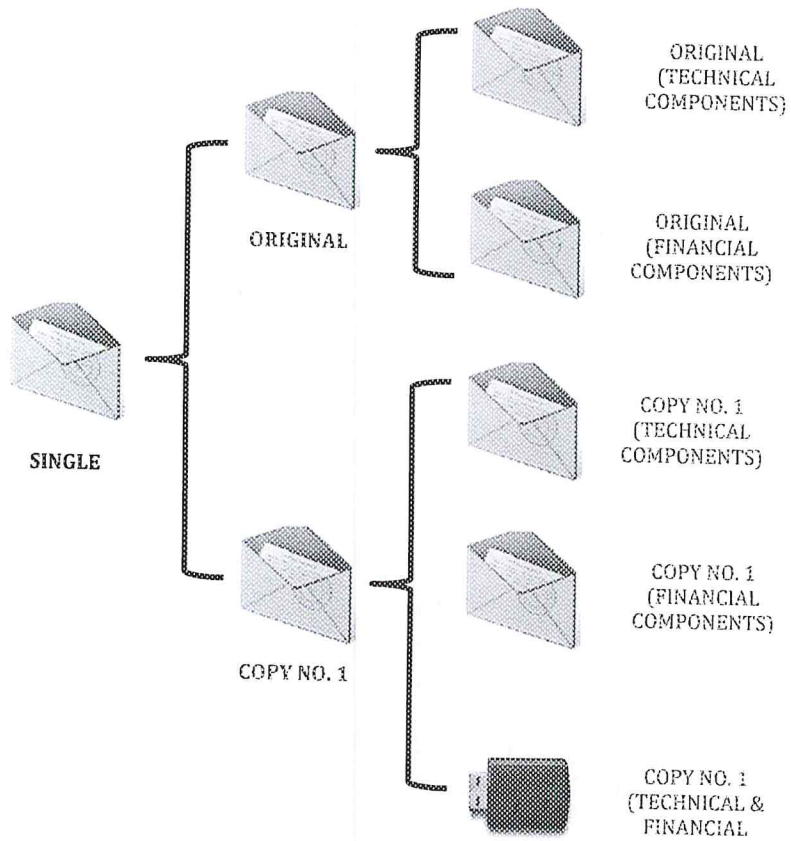 ORIGINAL
(TECHNICAL
COMPONENTS)
ORIGINAL
ORIGINAL
(FINANCIAL
COMPONENTS)
SINGLE
COPY NO. 1
(TECHNICAL
COMPONENTS)
COPY NO. 1
(FINANCIAL
COMPONENTS)
COPY NO. 1
COPY NO. 1
(TECHNICAL &
FINANCIAL